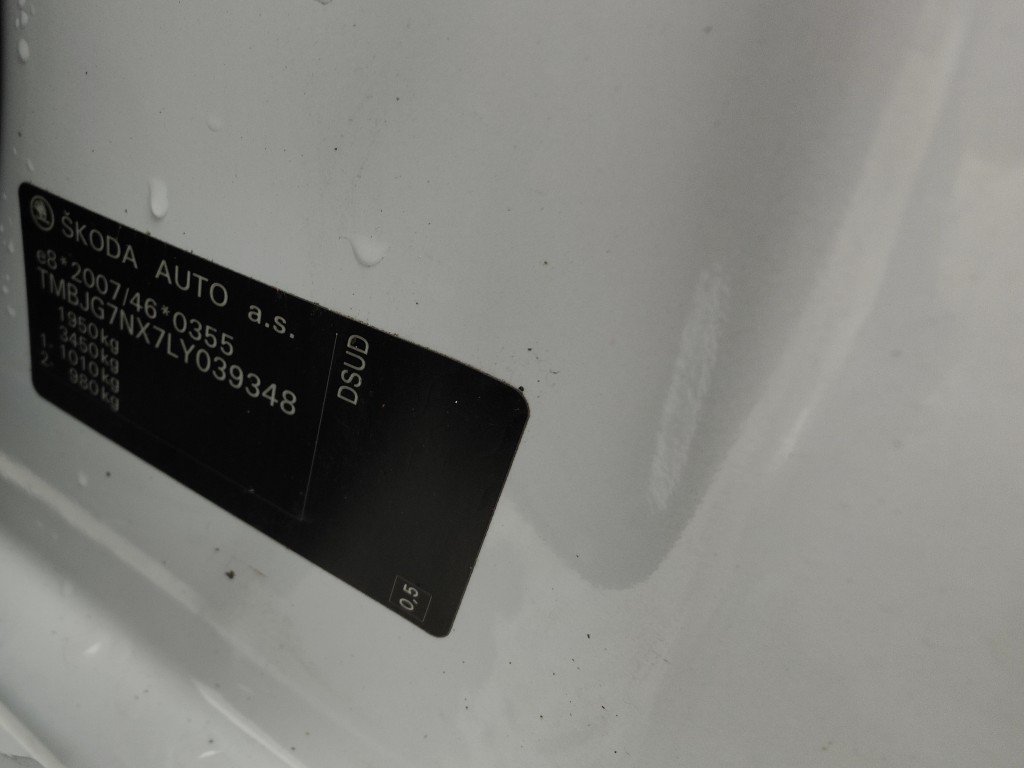 ŠKODA AUTO a.s.
e8*2007/46*0355
TMBJG7NX7LY039348
1950kg
3450kg
1- 1010kg
2- 980kg
DSUD
0,5